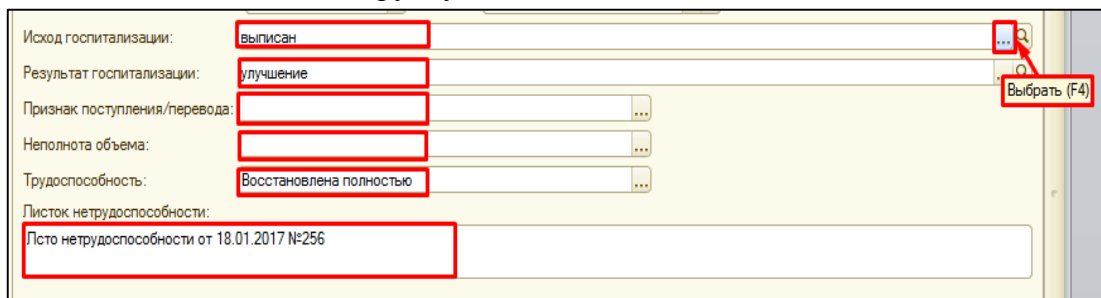 Исход госпитализации: выписан ...
Результат госпитализации: улучшение
Выбрать (F4)
Признак поступления/перевода: ...
Неполнота объема: ...
Трудоспособность: Восстановлена полностью ...
Листок нетрудоспособности:
Лсто нетрудоспособности от 18.01.2017 №256